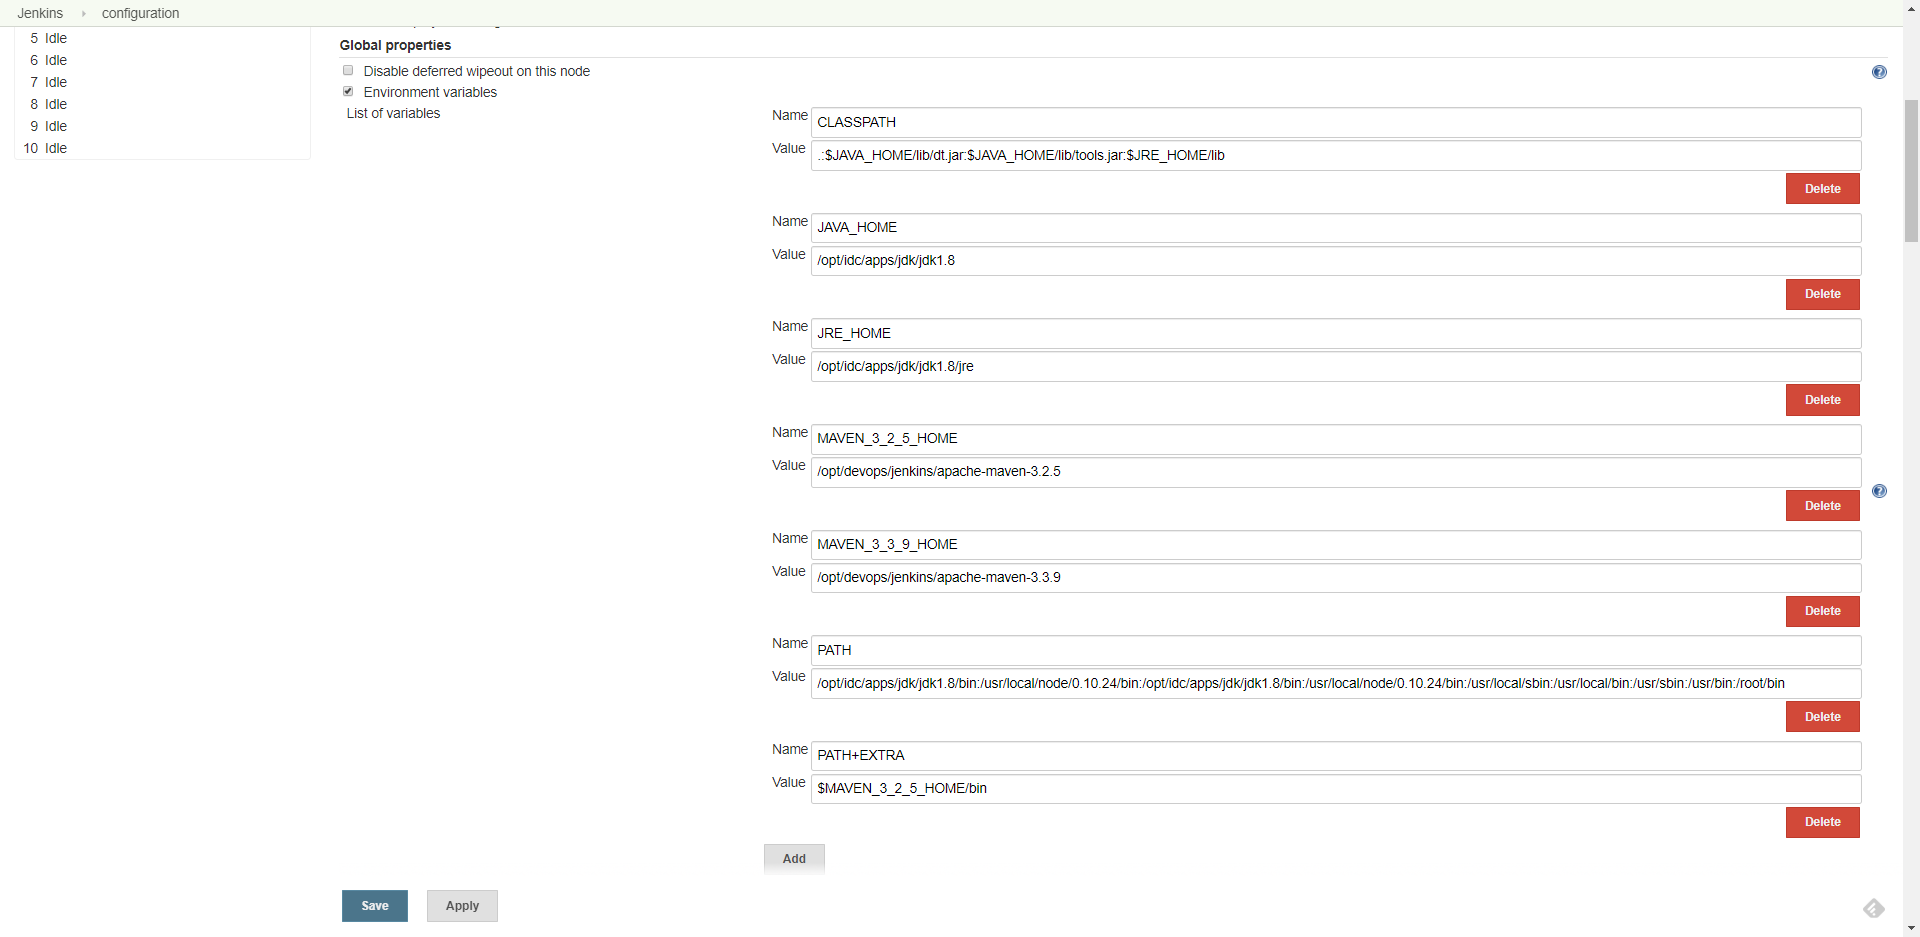 Jenkins configuration
5 Idle
6 Idle
7 Idle
8 Idle
9 Idle
10 Idle
Global properties
Disable deferred wipeout on this node
Environment variables
List of variables
Name CLASSPATH
Value .:$JAVA_HOME/lib/dt.jar:$JAVA_HOME/lib/tools.jar:$JRE_HOME/lib
Delete
Name JAVA_HOME
Value /opt/idc/apps/jdk/jdk1.8
Delete
Name JRE_HOME
Value /opt/idc/apps/jdk/jdk1.8/jre
Delete
Name MAVEN_3_2_5_HOME
Value /opt/devops/jenkins/apache-maven-3.2.5
Delete
Name MAVEN_3_3_9_HOME
Value /opt/devops/jenkins/apache-maven-3.3.9
Delete
Name PATH
Value /opt/idc/apps/jdk/jdk1.8/bin:/usr/local/node/0.10.24/bin:/opt/idc/apps/jdk/jdk1.8/bin:/usr/local/node/0.10.24/bin:/usr/local/sbin:/usr/local/bin:/usr/sbin:/usr/bin:/root/bin
Delete
Name PATH+EXTRA
Value $MAVEN_3_2_5_HOME/bin
Delete
Add
Save Apply